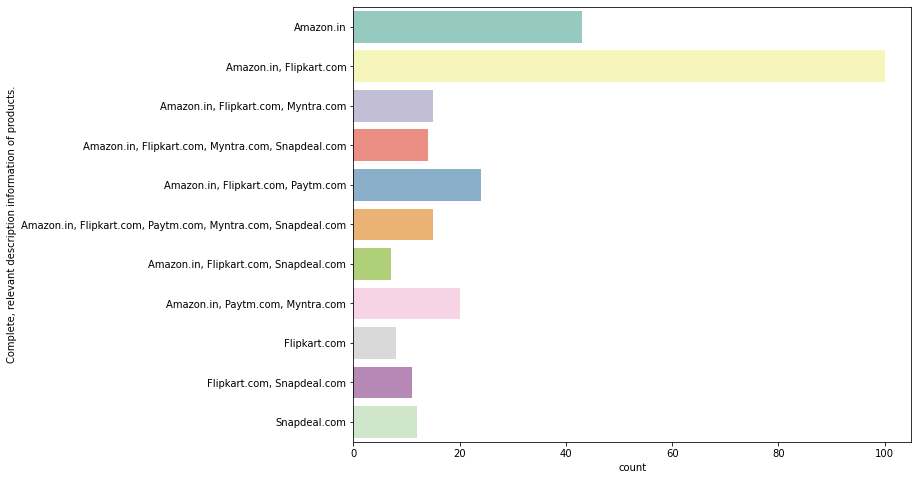 Complete, relevant description information of products.
Amazon.in
Amazon.in, Flipkart.com
Amazon.in, Flipkart.com, Myntra.com
Amazon.in, Flipkart.com, Myntra.com, Snapdeal.com
Amazon.in, Flipkart.com, Paytm.com
Amazon.in, Flipkart.com, Paytm.com, Myntra.com, Snapdeal.com
Amazon.in, Flipkart.com, Snapdeal.com
Amazon.in, Paytm.com, Myntra.com
Flipkart.com
Flipkart.com, Snapdeal.com
Snapdeal.com
0 20 40 60 80 100
count